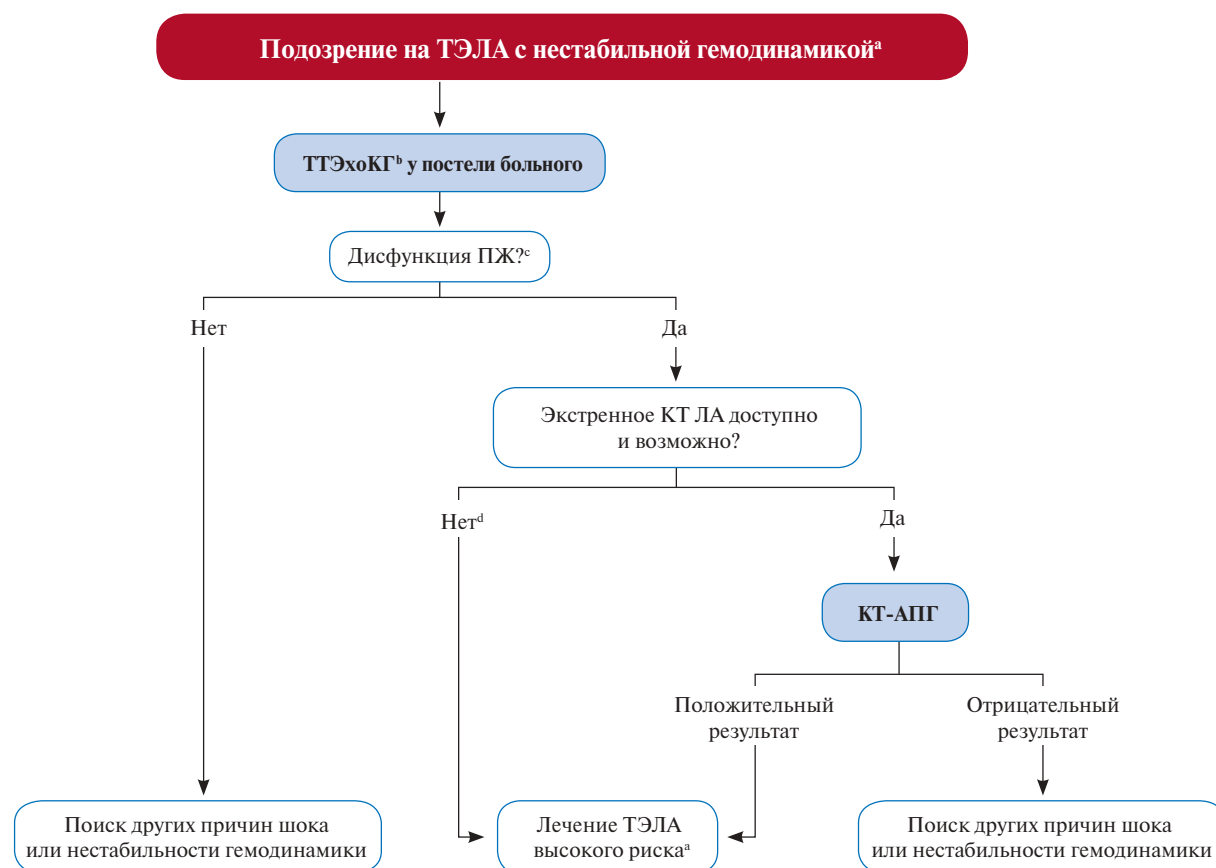 Подозрение на ТЭЛА с нестабильной гемодинамикойᵃ
ТТЭхоКГᵇ у постели больного
Дисфункция ПЖ?ᶜ
Нет
Да
Экстренное КТ ЛА доступно
и возможно?
Нетᵈ
Да
КТ-АПГ
Положительный
результат
Отрицательный
результат
Поиск других причин шока
или нестабильности гемодинамики
Лечение ТЭЛА
высокого рискаᵃ
Поиск других причин шока
или нестабильности гемодинамики